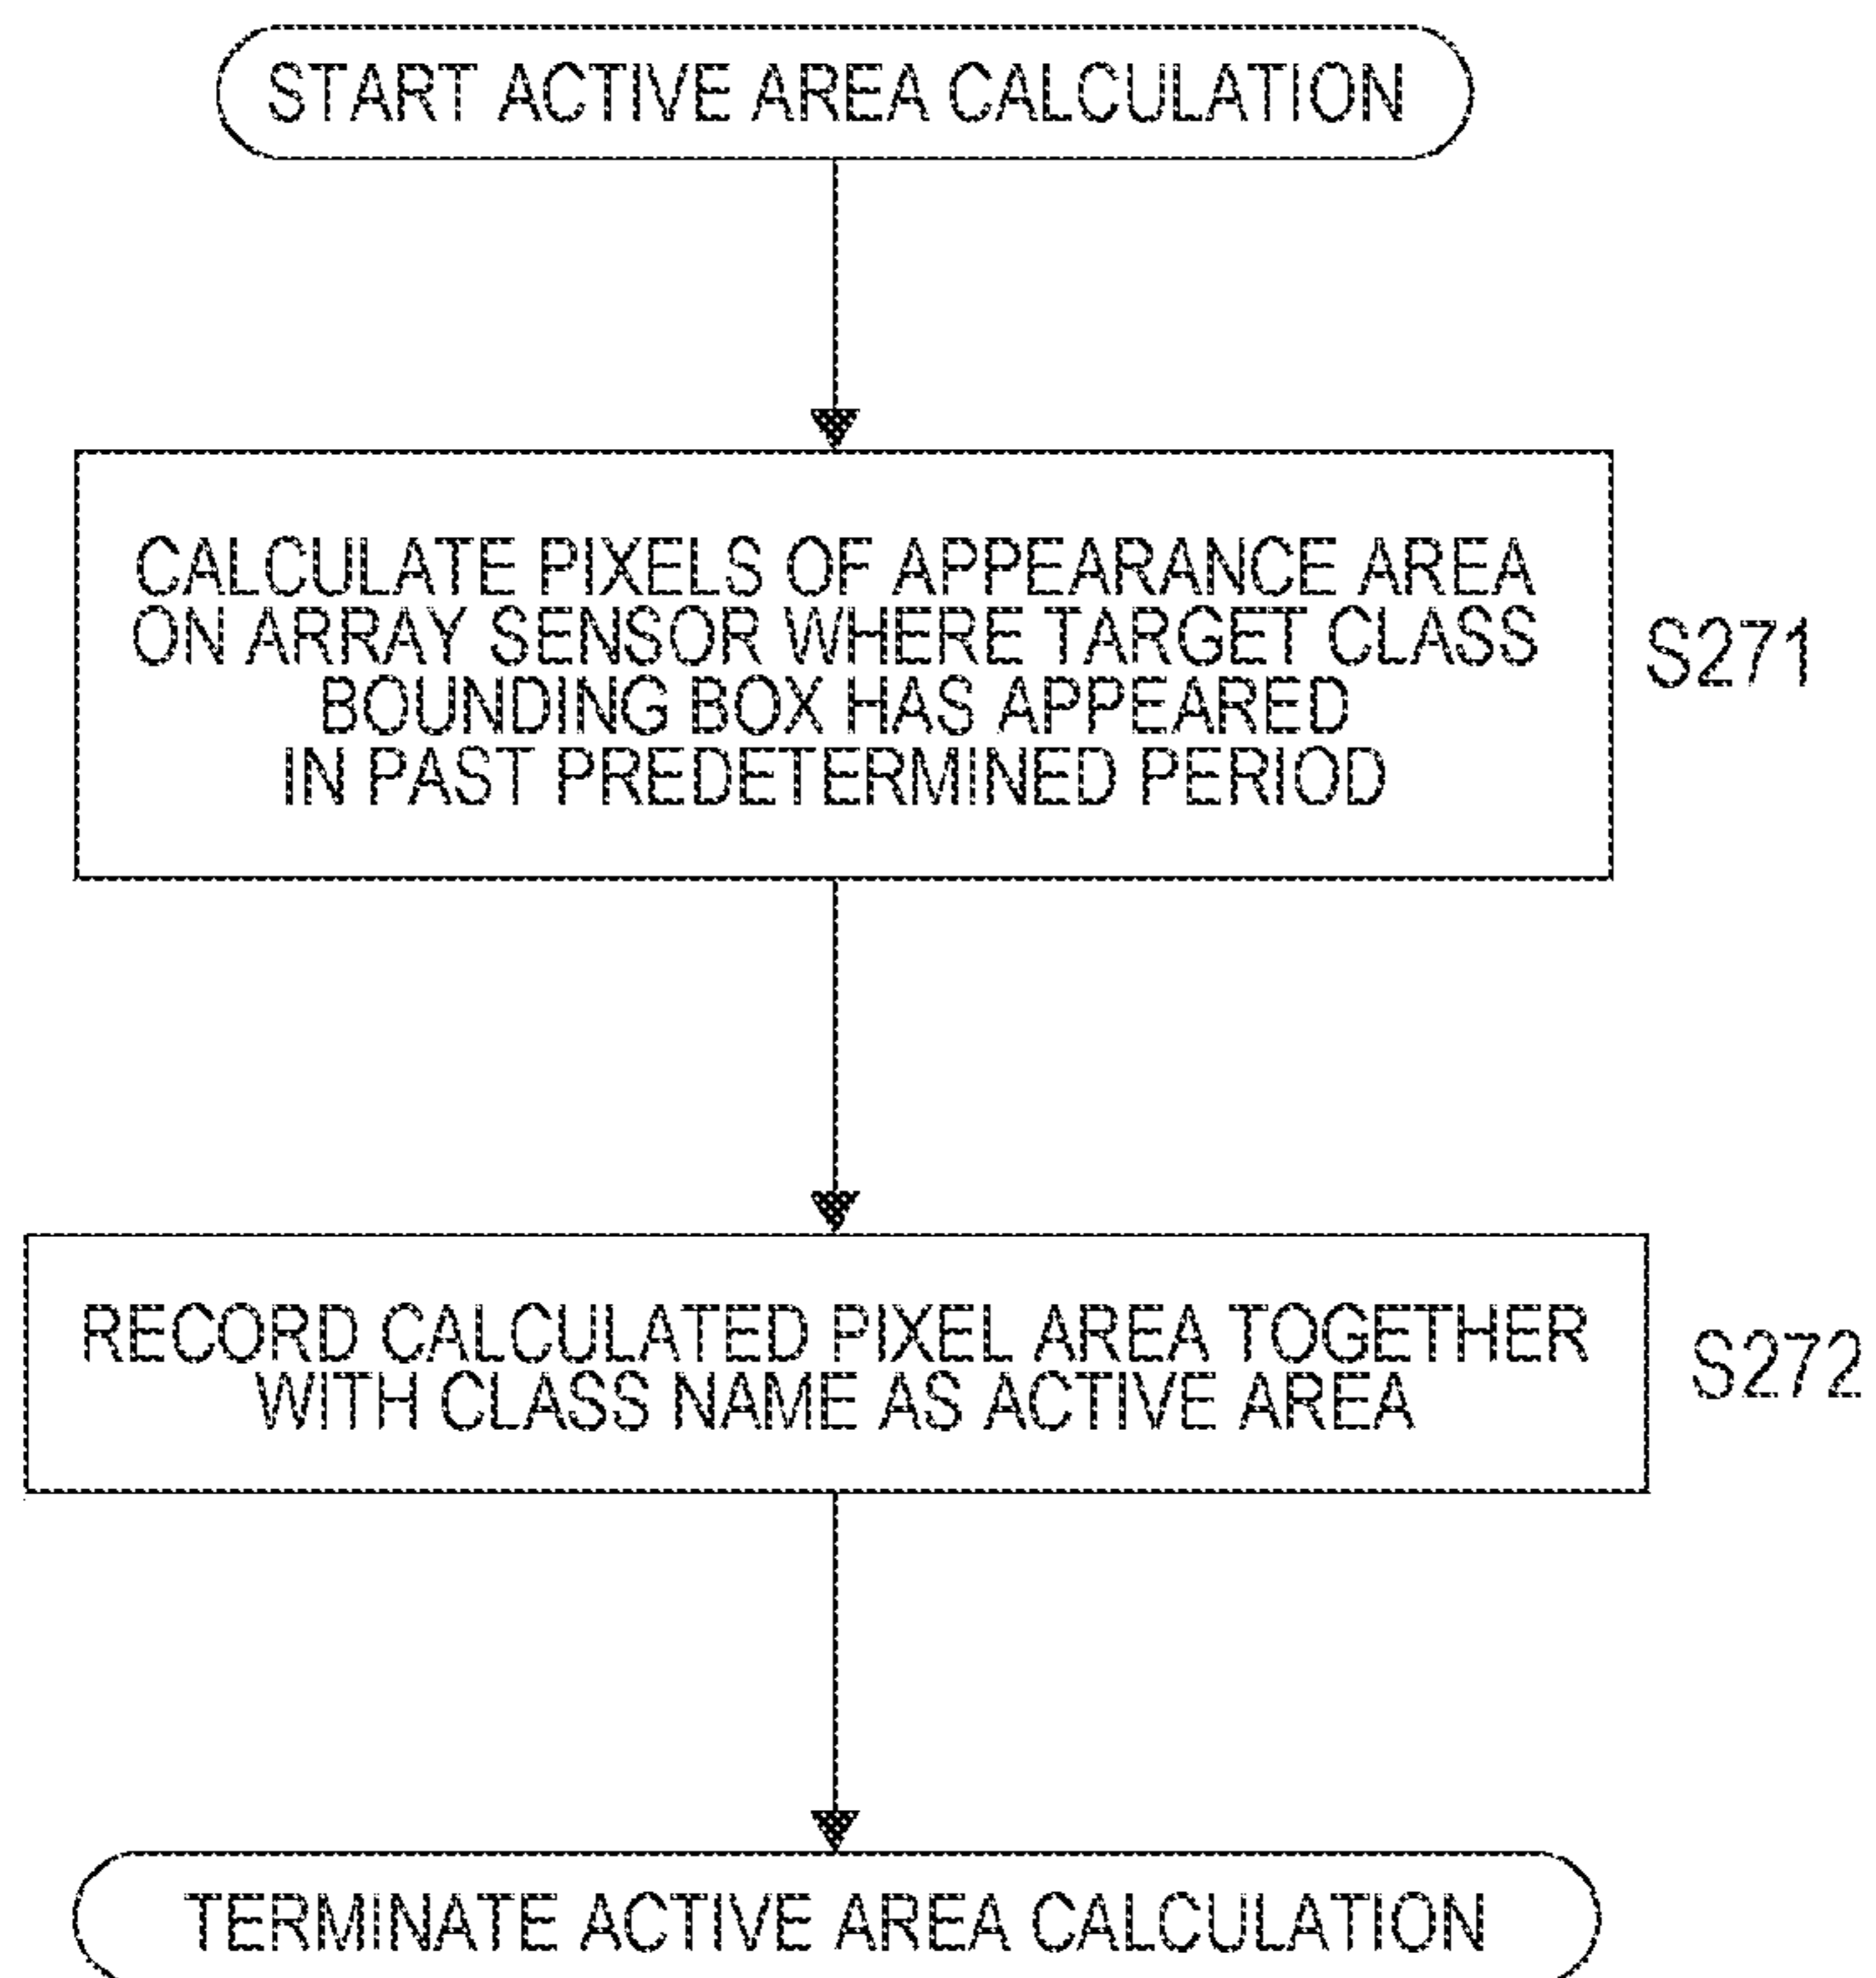 START ACTIVE AREA CALCULATION
CALCULATE PIXELS OF APPEARANCE AREA
ON ARRAY SENSOR WHERE TARGET CLASS
BOUNDING BOX HAS APPEARED
IN PAST PREDETERMINED PERIOD
S271
RECORD CALCULATED PIXEL AREA TOGETHER
WITH CLASS NAME AS ACTIVE AREA
S272
TERMINATE ACTIVE AREA CALCULATION